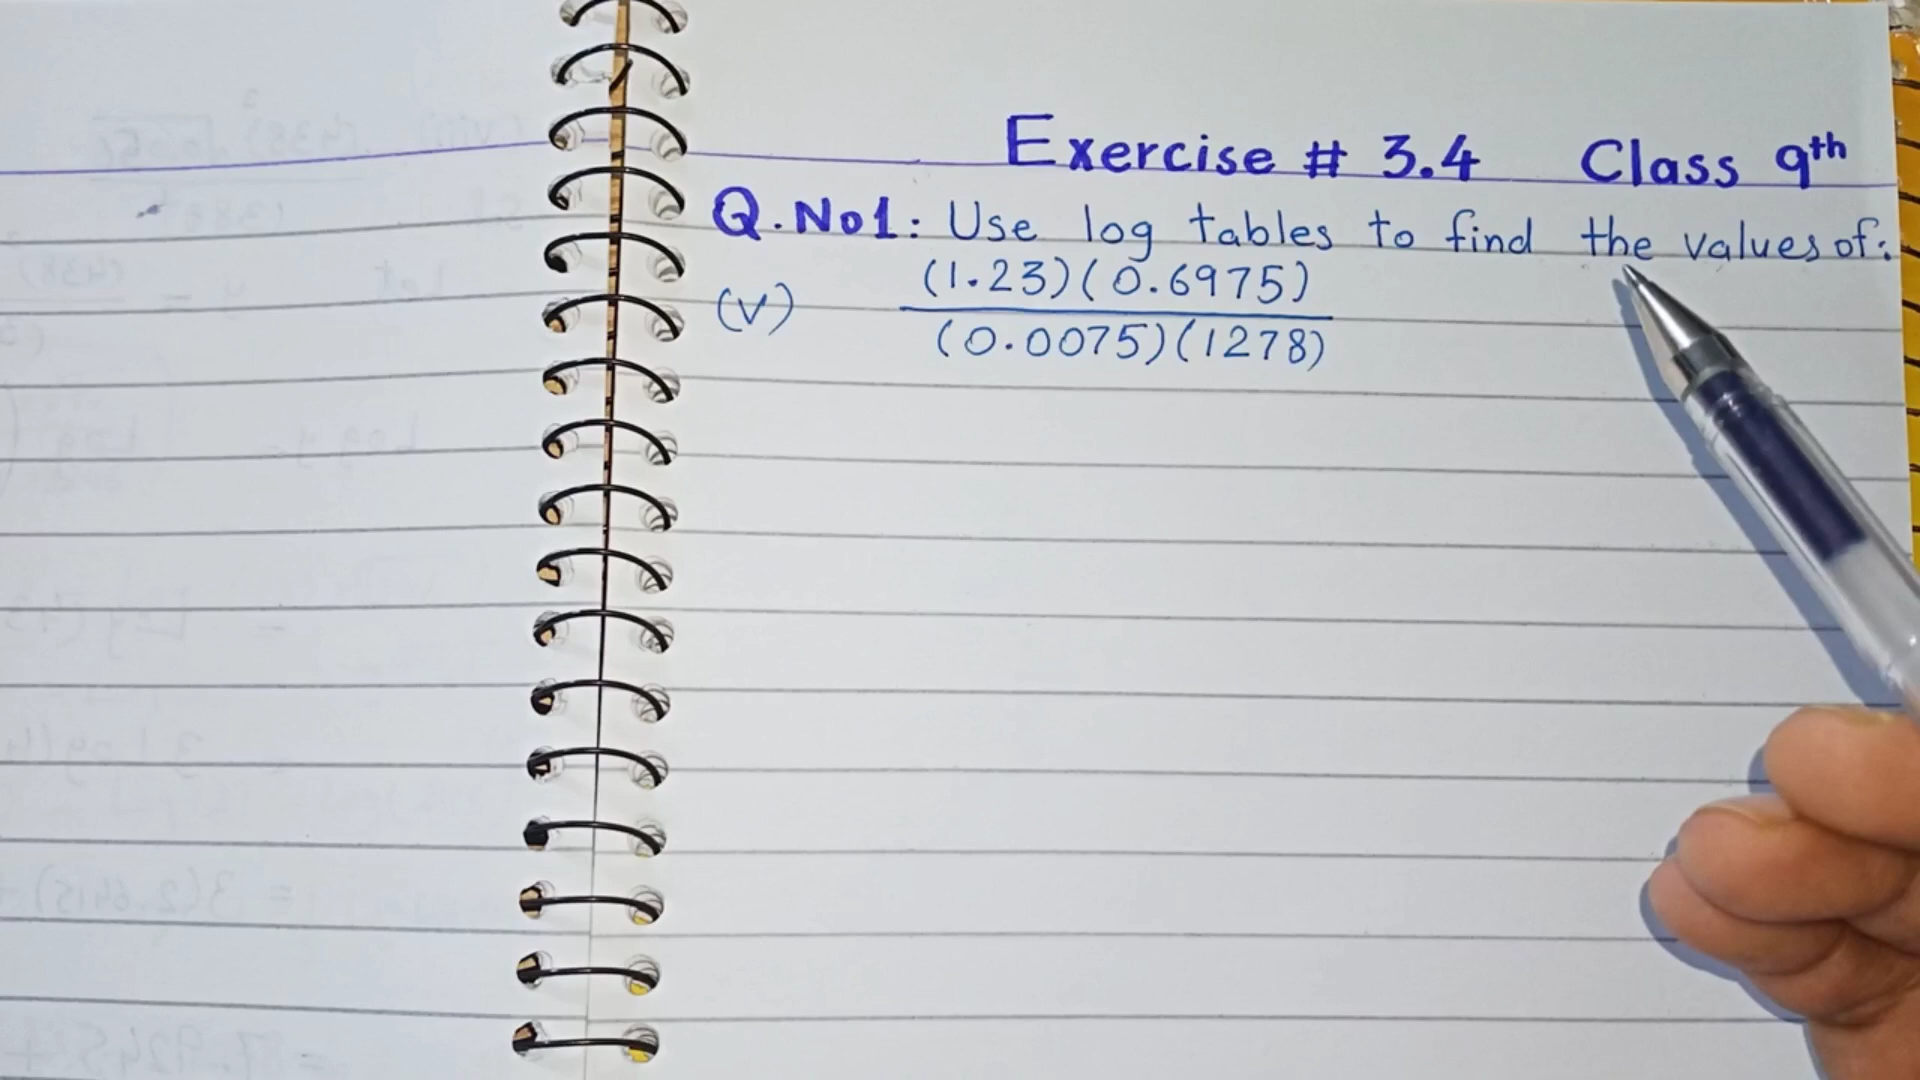 Exercise # 3.4 Class 9th
Q.No1: Use log tables to find the values of:
(v) (1.23)(0.6975)
(0.0075)(1278)